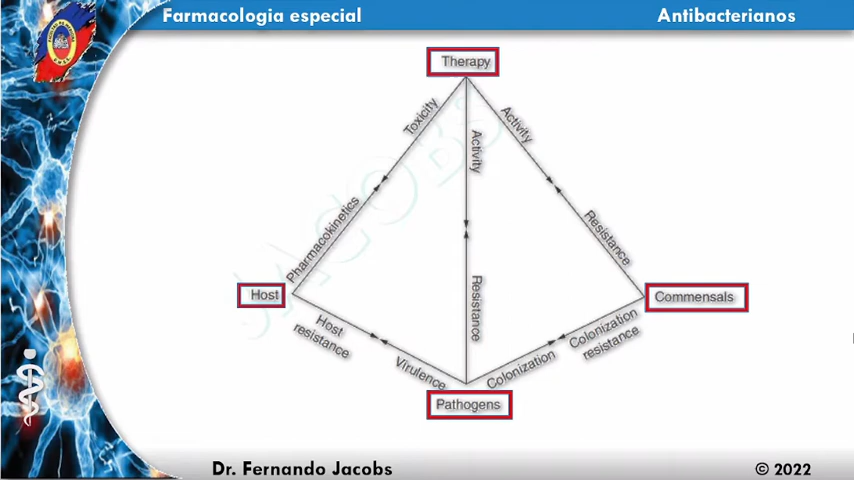 Farmacologia especial
Antibacterianos
Therapy
Toxicity
Activity
Activity
Pharmacokinetics
Resistance
Host
Commensals
Resistance
Host
resistance
Virulence
Colonization
Colonization
resistance
Pathogens
JACOBS
Dr. Fernando Jacobs
© 2022